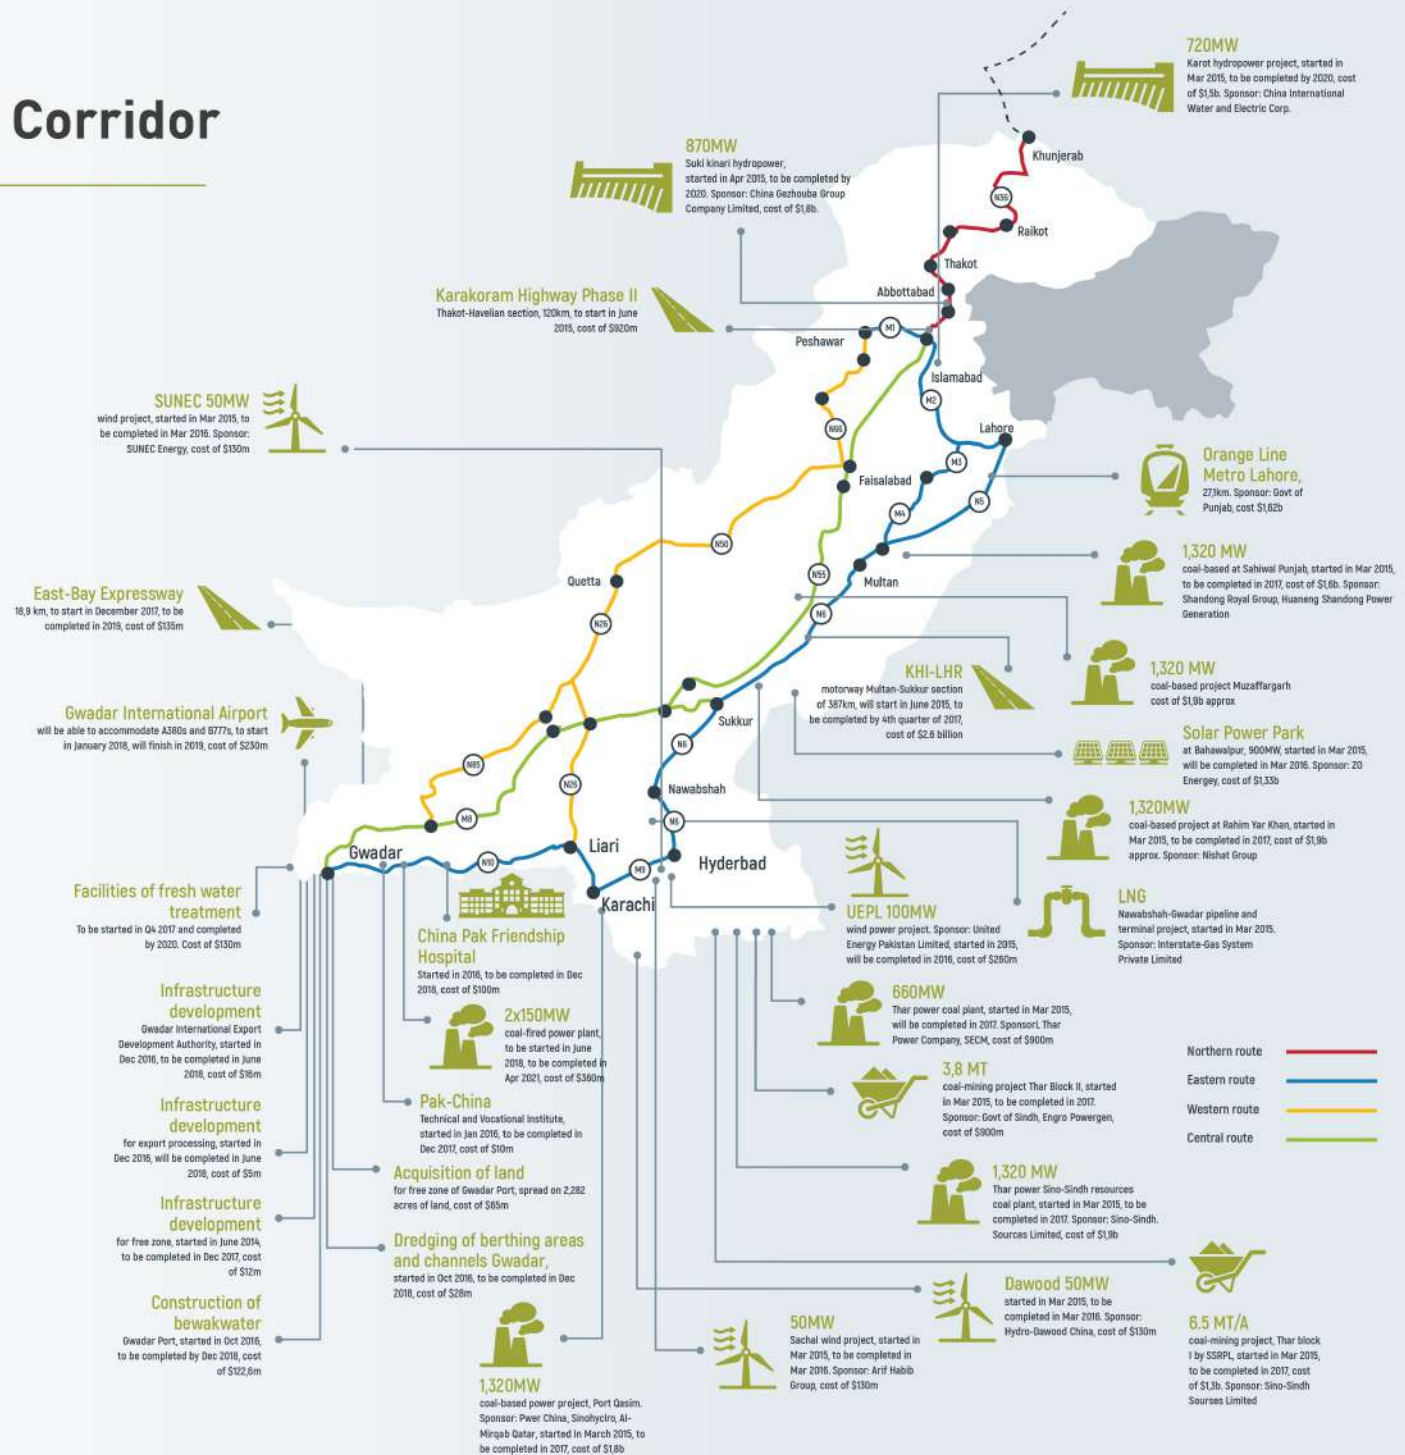 Corridor
720MW
Karot hydropower project, started in
Mar 2015, to be completed by 2020, cost
of $1,5b. Sponsor: China International
Water and Electric Corp.
870MW
Suki kinari hydropower,
started in Apr 2015, to be completed by
2020. Sponsor: China Gezhouba Group
Company Limited, cost of $1,8b.
Khunjerab
N35
Raikot
Thakot
Abbottabad
Karakoram Highway Phase II
Thakot-Havelian section, 120km, to start in June
2015, cost of $920m
M1
Peshawar
Islamabad
M2
SUNEC 50MW
wind project, started in Mar 2015, to
be completed in Mar 2016. Sponsor:
SUNEC Energy, cost of $130m
N55
Lahore
M3
Faisalabad
Orange Line
Metro Lahore,
27,1km. Sponsor: Govt of
Punjab, cost $1,62b
N5
M4
N50
1,320 MW
coal-based at Sahiwal Punjab, started in Mar 2015,
to be completed in 2017, cost of $1,6b. Sponsor:
Shandong Royal Group, Huaneng Shandong Power
Generation
Quetta
Multan
N55
N5
East-Bay Expressway
18,9 km, to start in December 2017, to be
completed in 2019, cost of $135m
N25
KHI-LHR
motorway Multan-Sukkur section
of 387km, will start in June 2015, to
be completed by 4th quarter of 2017,
cost of $2.6 billion
1,320 MW
coal-based project Muzaffargarh
cost of $1,9b approx
Gwadar International Airport
will be able to accommodate A380s and B777s, to start
in January 2018, will finish in 2019, cost of $230m
Sukkur
N5
Solar Power Park
at Bahawalpur, 900MW, started in Mar 2015,
will be completed in Mar 2016. Sponsor: ZO
Energey, cost of $1,33b
N85
N25
Nawabshah
1,320MW
coal-based project at Rahim Yar Khan, started in
Mar 2015, to be completed in 2017, cost of $1,9b
approx. Sponsor: Nishat Group
M8
N5
Gwadar
Liari
N10
M9
Hyderbad
Karachi
Facilities of fresh water
treatment
To be started in Q4 2017 and completed
by 2020. Cost of $130m
China Pak Friendship
Hospital
Started in 2016, to be completed in Dec
2018, cost of $100m
UEPL 100MW
wind power project. Sponsor: United
Energy Pakistan Limited, started in 2015,
will be completed in 2016, cost of $260m
LNG
Nawabshah-Gwadar pipeline and
terminal project, started in Mar 2015.
Sponsor: Interstate-Gas System
Private Limited
Infrastructure
development
Gwadar International Export
Development Authority, started in
Dec 2016, to be completed in June
2018, cost of $16m
2x150MW
coal-fired power plant,
to be started in June
2018, to be completed in
Apr 2021, cost of $360m
660MW
Thar power coal plant, started in Mar 2015,
will be completed in 2017. SponsorL Thar
Power Company, SECM, cost of $900m
Northern route
Eastern route
Western route
Central route
3,8 MT
coal-mining project Thar Block II, started
in Mar 2015, to be completed in 2017.
Sponsor: Govt of Sindh, Engro Powergen,
cost of $900m
Infrastructure
development
for export processing, started in
Dec 2016, will be completed in June
2018, cost of $5m
Pak-China
Technical and Vocational Institute,
started in Jan 2016, to be completed in
Dec 2017, cost of $10m
Acquisition of land
for free zone of Gwadar Port, spread on 2,282
acres of land, cost of $65m
1,320 MW
Thar power Sino-Sindh resources
coal plant, started in Mar 2015, to be
completed in 2017. Sponsor: Sino-Sindh.
Sources Limited, cost of $1,9b
Infrastructure
development
for free zone, started in June 2014,
to be completed in Dec 2017, cost
of $12m
Dredging of berthing areas
and channels Gwadar,
started in Oct 2016, to be completed in Dec
2018, cost of $28m
Construction of
bewakwater
Gwadar Port, started in Oct 2016,
to be completed by Dec 2018, cost
of $122,6m
Dawood 50MW
started in Mar 2015, to be
completed in Mar 2016. Sponsor:
Hydro-Dawood China, cost of $130m
50MW
Sachal wind project, started in
Mar 2015, to be completed in
Mar 2016. Sponsor: Arif Habib
Group, cost of $130m
6.5 MT/A
coal-mining project, Thar block
I by SSRPL, started in Mar 2015,
to be completed in 2017, cost
of $1,3b. Sponsor: Sino-Sindh
Sourses Limited
1,320MW
coal-based power project, Port Qasim.
Sponsor: Pwer China, Sinohyclro, Al-
Mirqab Qatar, started in March 2015, to
be completed in 2017, cost of $1,8b